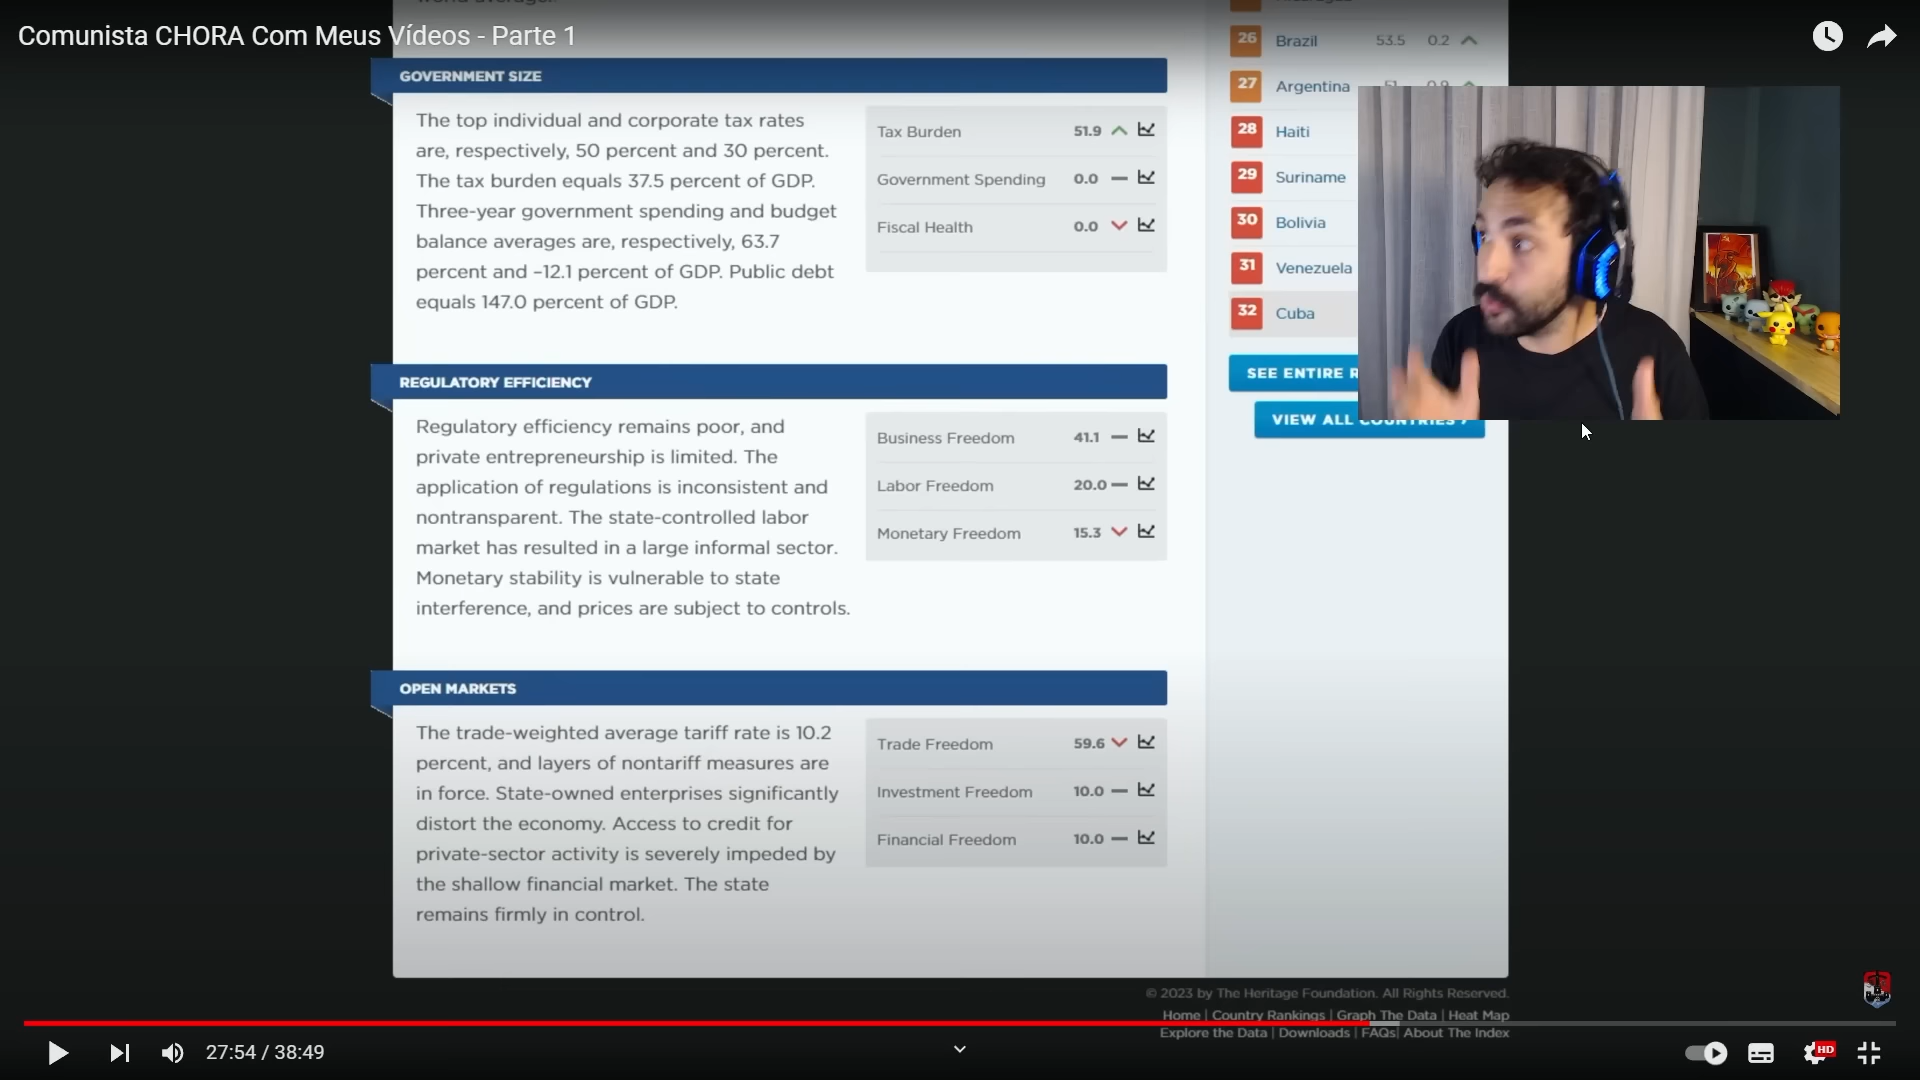 Comunista CHORA Com Meus Vídeos - Parte 1
GOVERNMENT SIZE
The top individual and corporate tax rates
are, respectively, 50 percent and 30 percent.
The tax burden equals 37.5 percent of GDP.
Three-year government spending and budget
balance averages are, respectively, 63.7
percent and –12.1 percent of GDP. Public debt
equals 147.0 percent of GDP.
Tax Burden 51.9
Government Spending 0.0
Fiscal Health 0.0
REGULATORY EFFICIENCY
Regulatory efficiency remains poor, and
private entrepreneurship is limited. The
application of regulations is inconsistent and
nontransparent. The state-controlled labor
market has resulted in a large informal sector.
Monetary stability is vulnerable to state
interference, and prices are subject to controls.
Business Freedom 41.1
Labor Freedom 20.0
Monetary Freedom 15.3
OPEN MARKETS
The trade-weighted average tariff rate is 10.2
percent, and layers of nontariff measures are
in force. State-owned enterprises significantly
distort the economy. Access to credit for
private-sector activity is severely impeded by
the shallow financial market. The state
remains firmly in control.
Trade Freedom 59.6
Investment Freedom 10.0
Financial Freedom 10.0
26 Brazil 53.5 0.2
27 Argentina 51 0.9
28 Haiti
29 Suriname
30 Bolivia
31 Venezuela
32 Cuba
SEE ENTIRE R
VIEW ALL COUNTRIES
© 2023 by The Heritage Foundation. All Rights Reserved.
Home | Country Rankings | Graph The Data | Heat Map
Explore the Data | Downloads | FAQs | About The Index
27:54 / 38:49
HD